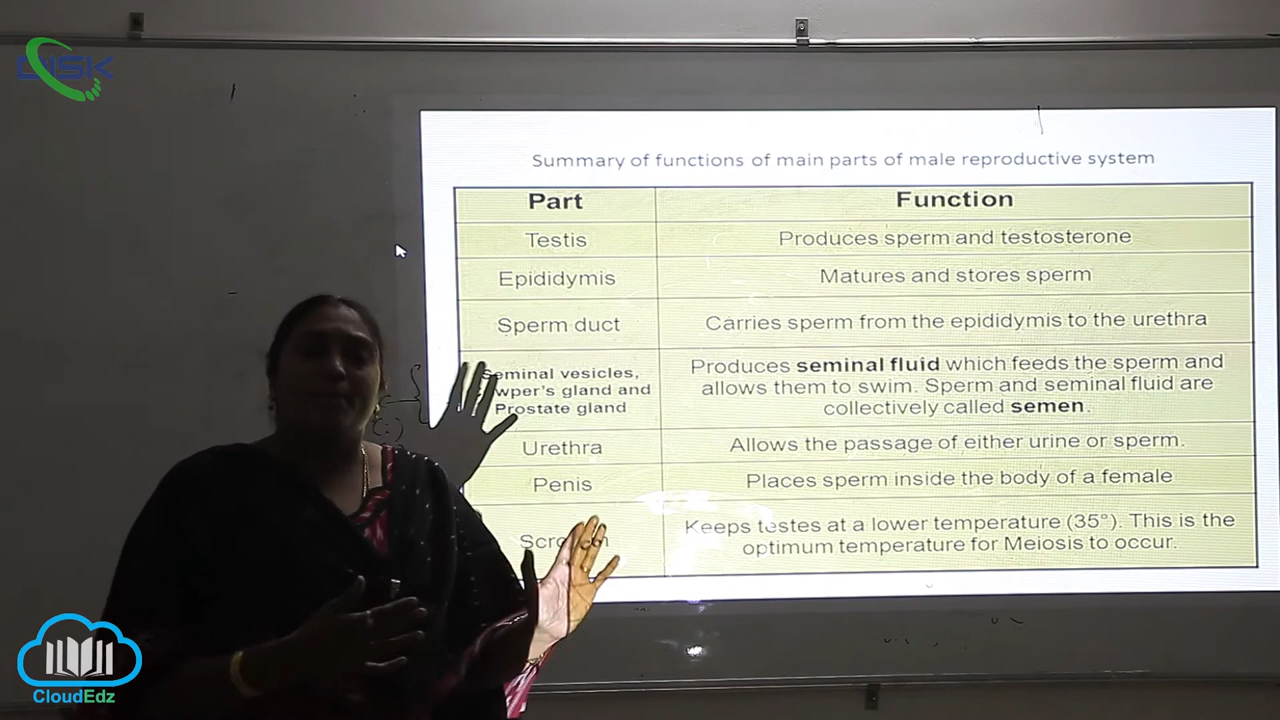 DISK
Summary of functions of main parts of male reproductive system
Part Function
Testis Produces sperm and testosterone
Epididymis Matures and stores sperm
Sperm duct Carries sperm from the epididymis to the urethra
Seminal vesicles,
wper's gland and
Prostate gland
Produces seminal fluid which feeds the sperm and
allows them to swim. Sperm and seminal fluid are
collectively called semen.
Urethra Allows the passage of either urine or sperm.
Penis Places sperm inside the body of a female
Keeps testes at a lower temperature (35°). This is the
optimum temperature for Meiosis to occur.
CloudEdz